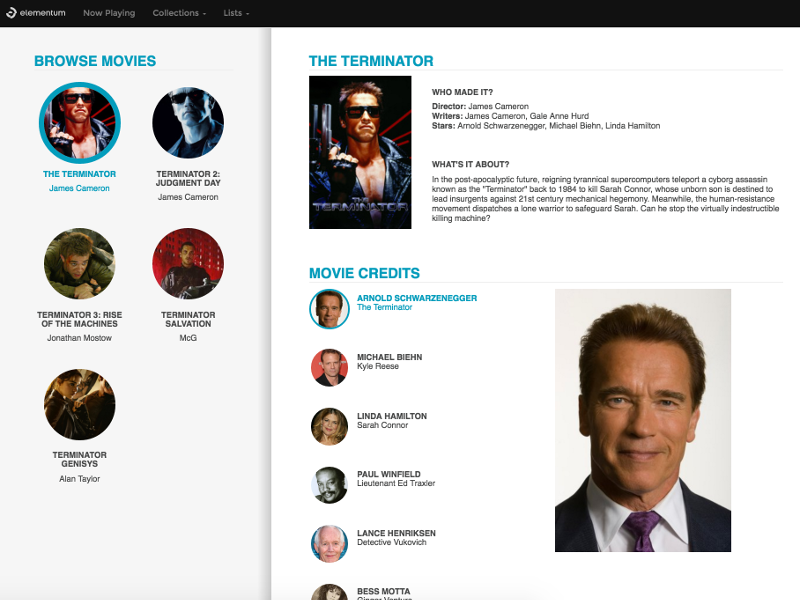 elementum Now Playing Collections Lists
BROWSE MOVIES
THE TERMINATOR
James Cameron
TERMINATOR 2:
JUDGMENT DAY
James Cameron
TERMINATOR 3: RISE
OF THE MACHINES
Jonathan Mostow
TERMINATOR
SALVATION
McG
TERMINATOR
GENISYS
Alan Taylor
THE TERMINATOR
THE
TERMINATOR
WHO MADE IT?
Director: James Cameron
Writers: James Cameron, Gale Anne Hurd
Stars: Arnold Schwarzenegger, Michael Biehn, Linda Hamilton
WHAT'S IT ABOUT?
In the post-apocalyptic future, reigning tyrannical supercomputers teleport a cyborg assassin
known as the "Terminator" back to 1984 to kill Sarah Connor, whose unborn son is destined to
lead insurgents against 21st century mechanical hegemony. Meanwhile, the human-resistance
movement dispatches a lone warrior to safeguard Sarah. Can he stop the virtually indestructible
killing machine?
MOVIE CREDITS
ARNOLD SCHWARZENEGGER
The Terminator
MICHAEL BIEHN
Kyle Reese
LINDA HAMILTON
Sarah Connor
PAUL WINFIELD
Lieutenant Ed Traxler
LANCE HENRIKSEN
Detective Vukovich
BESS MOTTA